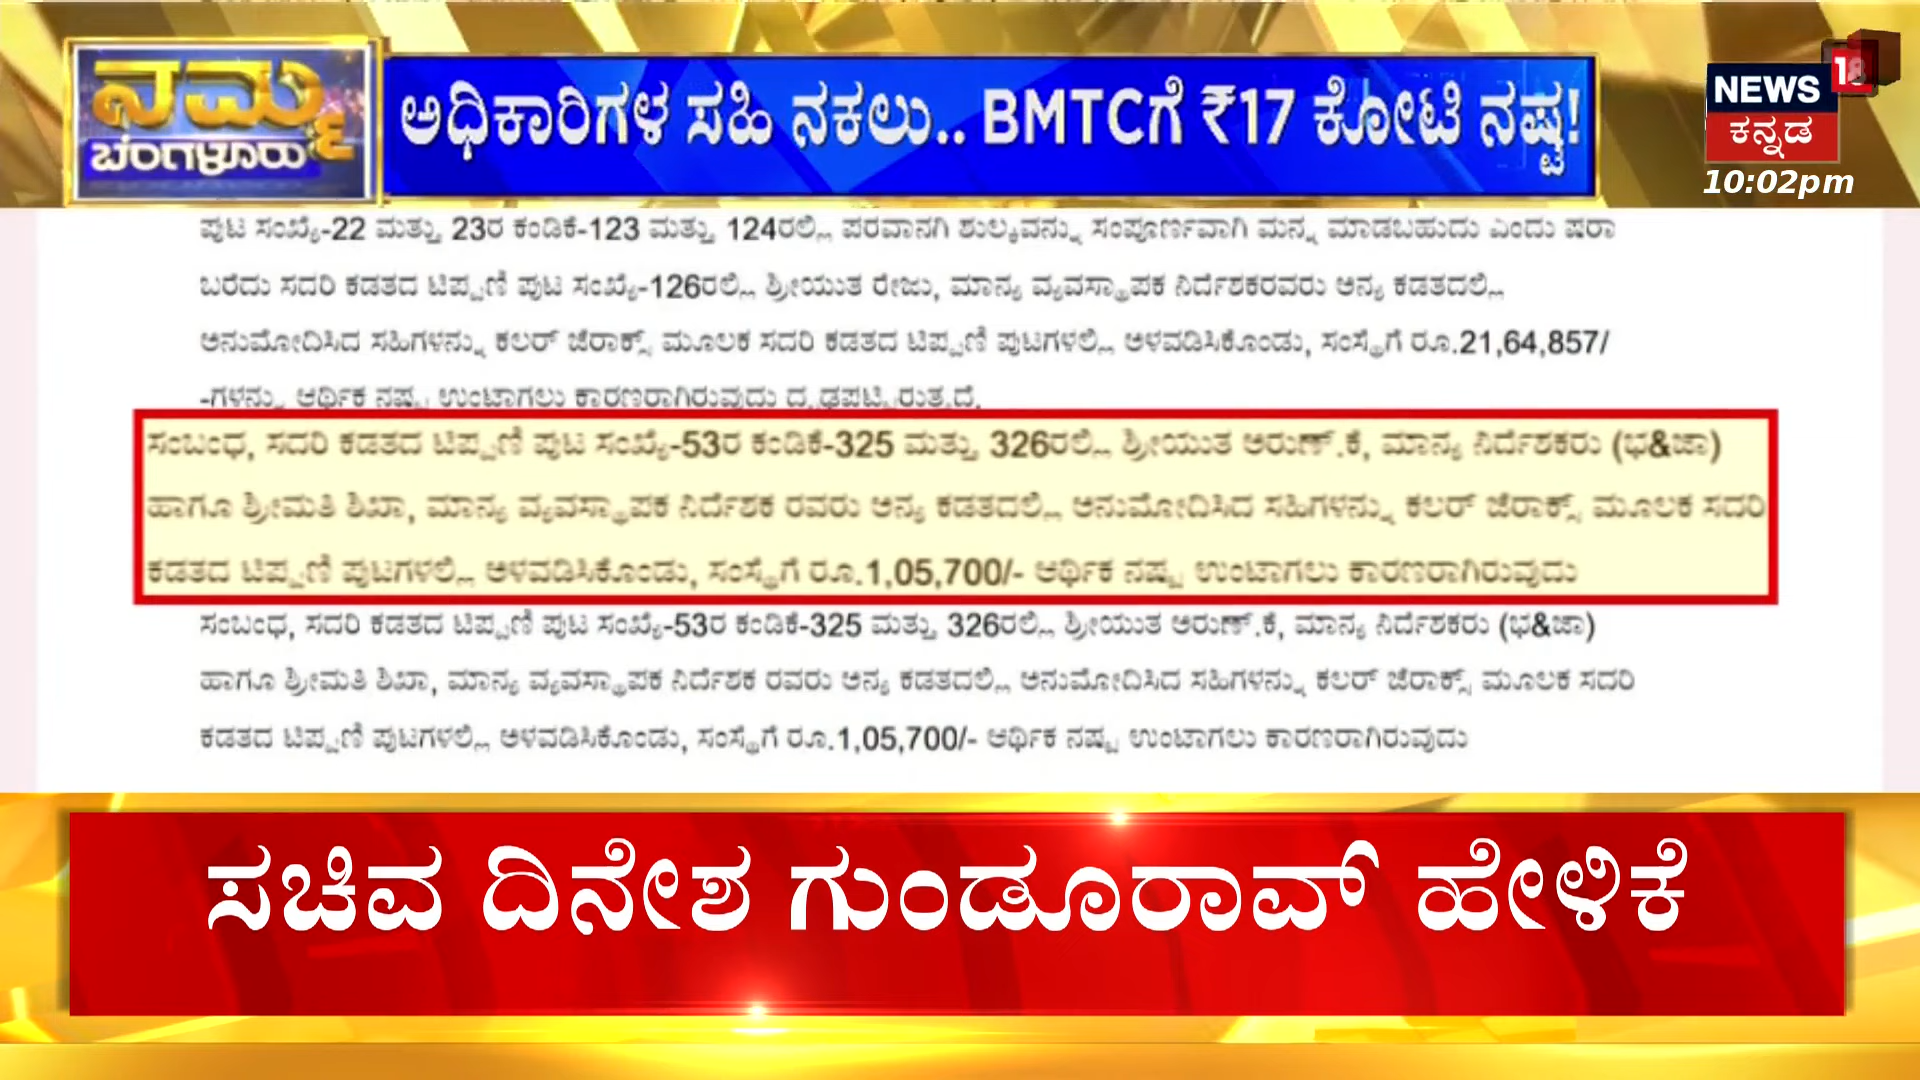 ನಮ್ಮ
ಬೆಂಗಳೂರು
ಅಧಿಕಾರಿಗಳ ಸಹಿ ನಕಲು.. BMTCಗೆ ₹17 ಕೋಟಿ ನಷ್ಟ!
NEWS 18
ಕನ್ನಡ
10:02pm
ಪುಟ ಸಂಖ್ಯೆ-22 ಮತ್ತು 23ರ ಕಂಡಿಕೆ-123 ಮತ್ತು 124ರಲ್ಲಿ ಪರವಾನಗಿ ಶುಲ್ಕವನ್ನು ಸಂಪೂರ್ಣವಾಗಿ ಮನ್ನ ಮಾಡಬಹುದು ಎಂದು ಷರಾ
ಬರೆದು ಸದರಿ ಕಡತದ ಟಿಪ್ಪಣಿ ಪುಟ ಸಂಖ್ಯೆ-126ರಲ್ಲಿ ಶ್ರೀಯುತ ರೇಜು, ಮಾನ್ಯ ವ್ಯವಸ್ಥಾಪಕ ನಿರ್ದೇಶಕರವರು ಅನ್ಯ ಕಡತದಲ್ಲಿ
ಅನುಮೋದಿಸಿದ ಸಹಿಗಳನ್ನು ಕಲರ್ ಜೆರಾಕ್ಸ್ ಮೂಲಕ ಸದರಿ ಕಡತದ ಟಿಪ್ಪಣಿ ಪುಟಗಳಲ್ಲಿ ಅಳವಡಿಸಿಕೊಂಡು, ಸಂಸ್ಥೆಗೆ ರೂ.21,64,857/
-ಗಳನ್ನು ಆರ್ಥಿಕ ನಷ್ಟ ಉಂಟಾಗಲು ಕಾರಣರಾಗಿರುವುದು ದೃಢಪಟ್ಟಿರುತ್ತದೆ.
ಸಂಬಂಧ, ಸದರಿ ಕಡತದ ಟಿಪ್ಪಣಿ ಪುಟ ಸಂಖ್ಯೆ-53ರ ಕಂಡಿಕೆ-325 ಮತ್ತು 326ರಲ್ಲಿ ಶ್ರೀಯುತ ಅರುಣ್.ಕೆ, ಮಾನ್ಯ ನಿರ್ದೇಶಕರು (ಭ&ಜಾ)
ಹಾಗೂ ಶ್ರೀಮತಿ ಶಿಖಾ, ಮಾನ್ಯ ವ್ಯವಸ್ಥಾಪಕ ನಿರ್ದೇಶಕ ರವರು ಅನ್ಯ ಕಡತದಲ್ಲಿ ಅನುಮೋದಿಸಿದ ಸಹಿಗಳನ್ನು ಕಲರ್ ಜೆರಾಕ್ಸ್ ಮೂಲಕ ಸದರಿ
ಕಡತದ ಟಿಪ್ಪಣಿ ಪುಟಗಳಲ್ಲಿ ಅಳವಡಿಸಿಕೊಂಡು, ಸಂಸ್ಥೆಗೆ ರೂ.1,05,700/- ಆರ್ಥಿಕ ನಷ್ಟ ಉಂಟಾಗಲು ಕಾರಣರಾಗಿರುವುದು
ಸಂಬಂಧ, ಸದರಿ ಕಡತದ ಟಿಪ್ಪಣಿ ಪುಟ ಸಂಖ್ಯೆ-53ರ ಕಂಡಿಕೆ-325 ಮತ್ತು 326ರಲ್ಲಿ ಶ್ರೀಯುತ ಅರುಣ್.ಕೆ, ಮಾನ್ಯ ನಿರ್ದೇಶಕರು (ಭ&ಜಾ)
ಹಾಗೂ ಶ್ರೀಮತಿ ಶಿಖಾ, ಮಾನ್ಯ ವ್ಯವಸ್ಥಾಪಕ ನಿರ್ದೇಶಕ ರವರು ಅನ್ಯ ಕಡತದಲ್ಲಿ ಅನುಮೋದಿಸಿದ ಸಹಿಗಳನ್ನು ಕಲರ್ ಜೆರಾಕ್ಸ್ ಮೂಲಕ ಸದರಿ
ಕಡತದ ಟಿಪ್ಪಣಿ ಪುಟಗಳಲ್ಲಿ ಅಳವಡಿಸಿಕೊಂಡು, ಸಂಸ್ಥೆಗೆ ರೂ.1,05,700/- ಆರ್ಥಿಕ ನಷ್ಟ ಉಂಟಾಗಲು ಕಾರಣರಾಗಿರುವುದು
ಸಚಿವ ದಿನೇಶ ಗುಂಡೂರಾವ್ ಹೇಳಿಕೆ